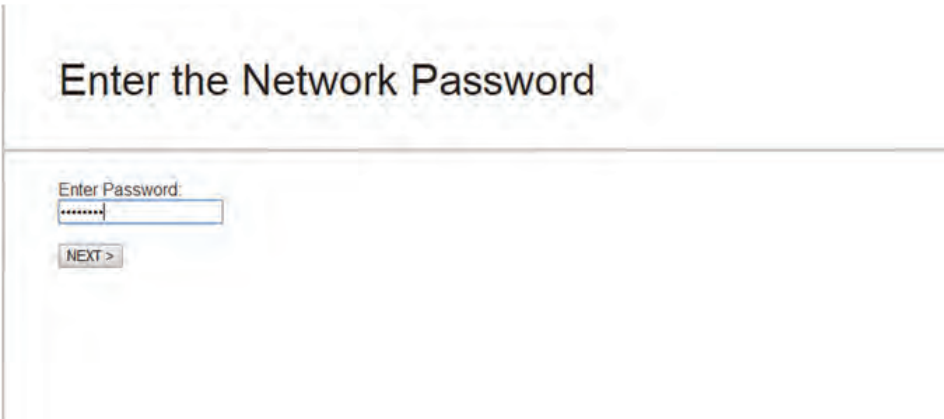 Enter the Network Password
Enter Password:
••••••••
NEXT >